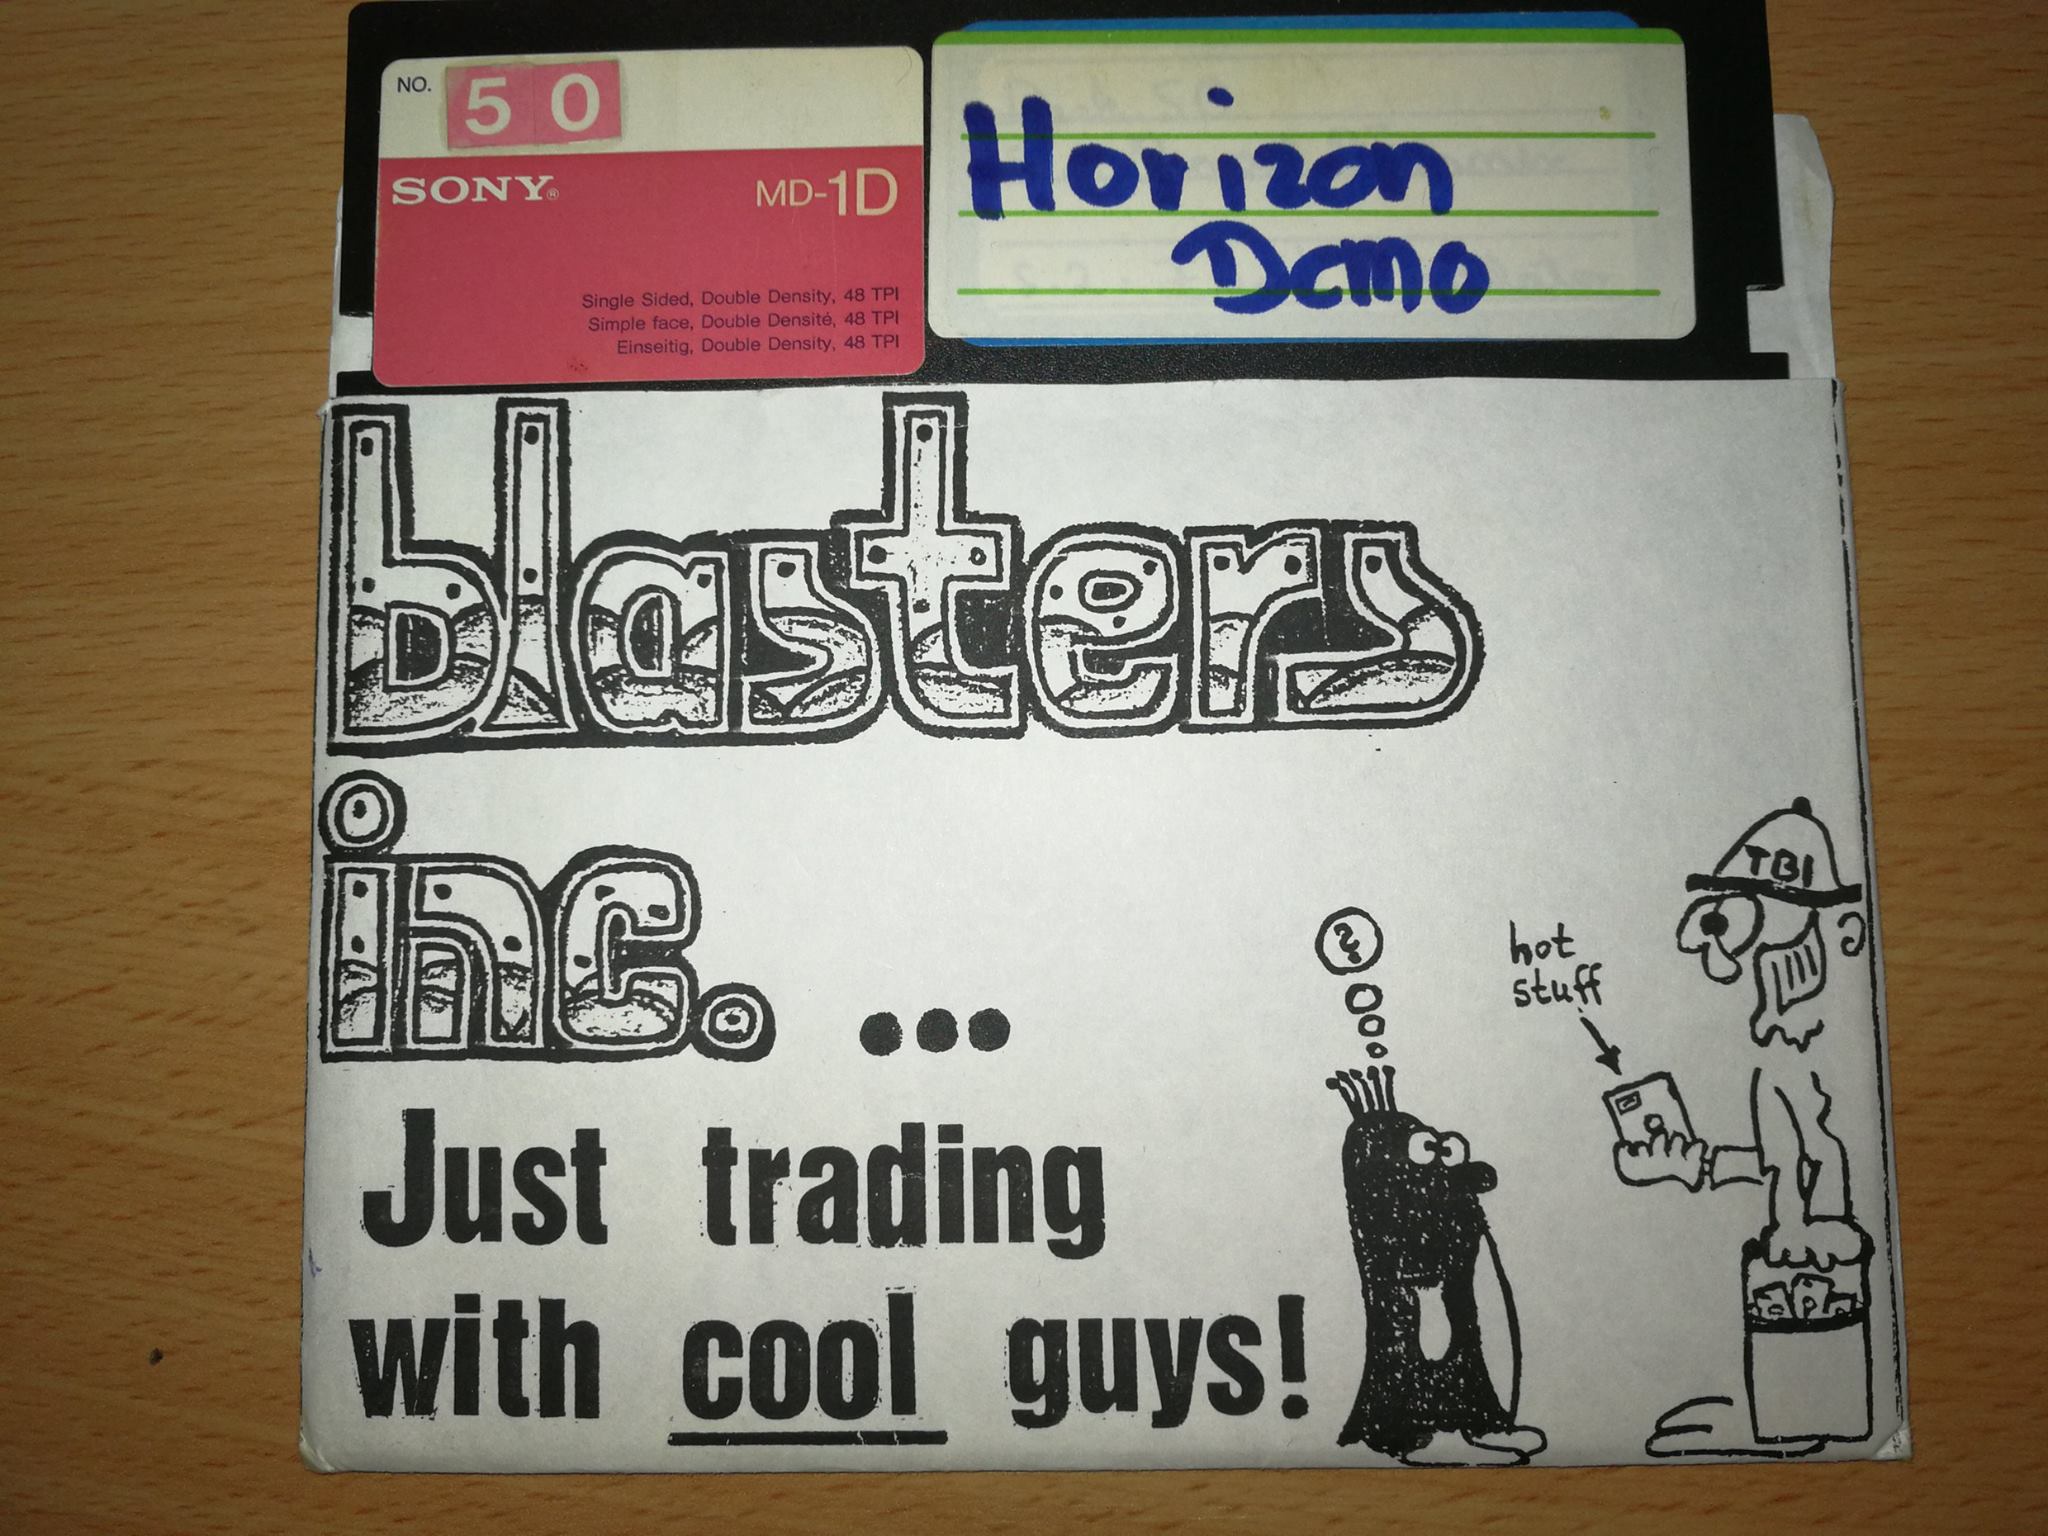 NO. 50
SONY® MD-1D
Single Sided, Double Density, 48 TPI
Simple face, Double Densité, 48 TPI
Einseitig, Double Density, 48 TPI
Horizon
Demo
blasters
inc. ...
TBI
?
hot
stuff
Just trading
with cool guys!